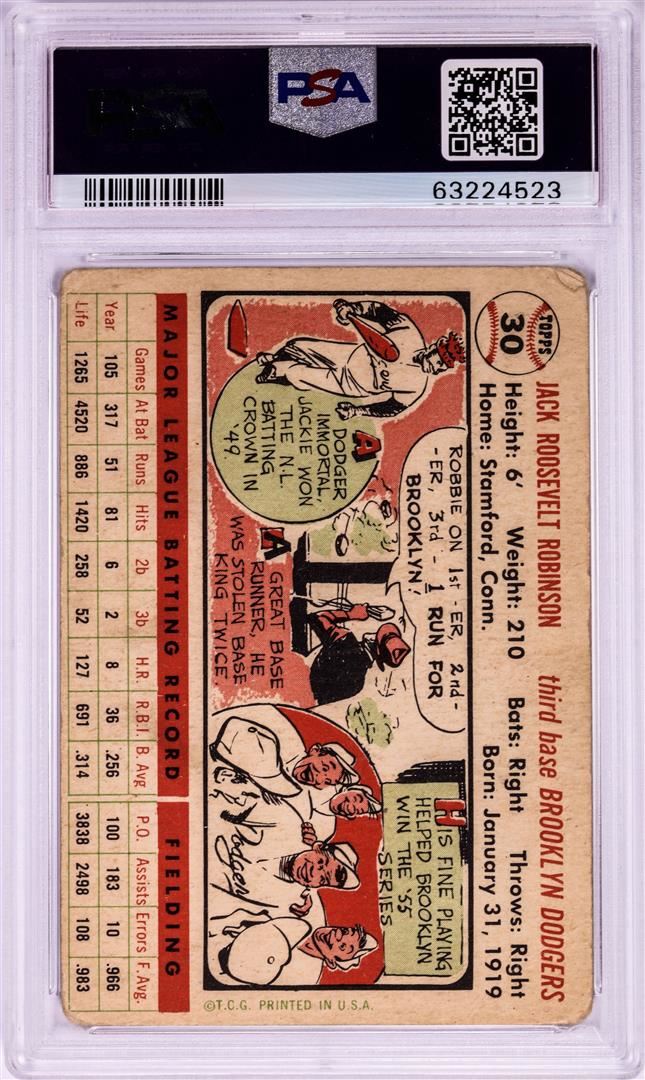 PSA
PSA
63224523
TOPPS
30
JACK ROOSEVELT ROBINSON third base BROOKLYN DODGERS
Height: 6' Weight: 210 Bats: Right Throws: Right
Home: Stamford, Conn. Born: January 31, 1919
A
DODGER
IMMORTAL,
JACKIE WON
THE N.L.
BATTING
CROWN IN
'49.
ROBBIE ON 1st-ER, 2nd-
-ER, 3rd - 1 RUN FOR
BROOKLYN!
A GREAT BASE
RUNNER, HE
WAS STOLEN BASE
KING TWICE.
HIS FINE PLAYING
HELPED BROOKLYN
WIN THE '55
SERIES
Dodgers
MAJOR LEAGUE BATTING RECORD FIELDING
Games At Bat Runs Hits 2b 3b H.R. R.B.I. B. Avg P.O. Assists Errors F. Avg.
Year 105 317 51 81 6 2 8 36 .256 100 183 10 .966
Life 1265 4520 886 1420 258 52 127 691 .314 3838 2498 108 .983
©T.C.G. PRINTED IN U.S.A.